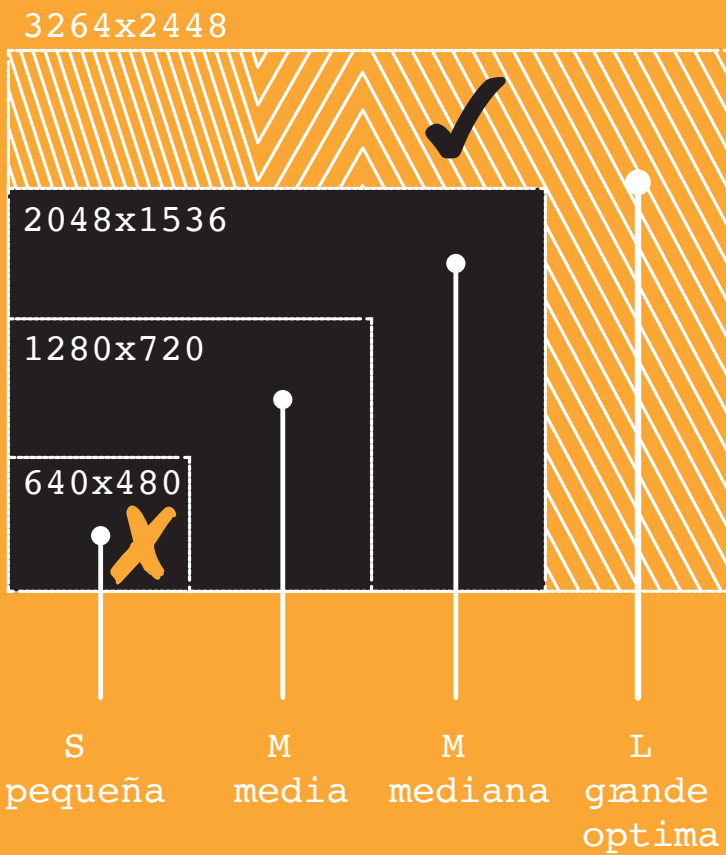 3264x2448
2048x1536
1280x720
640x480
S
pequeña
M
media
M
mediana
L
grande
optima